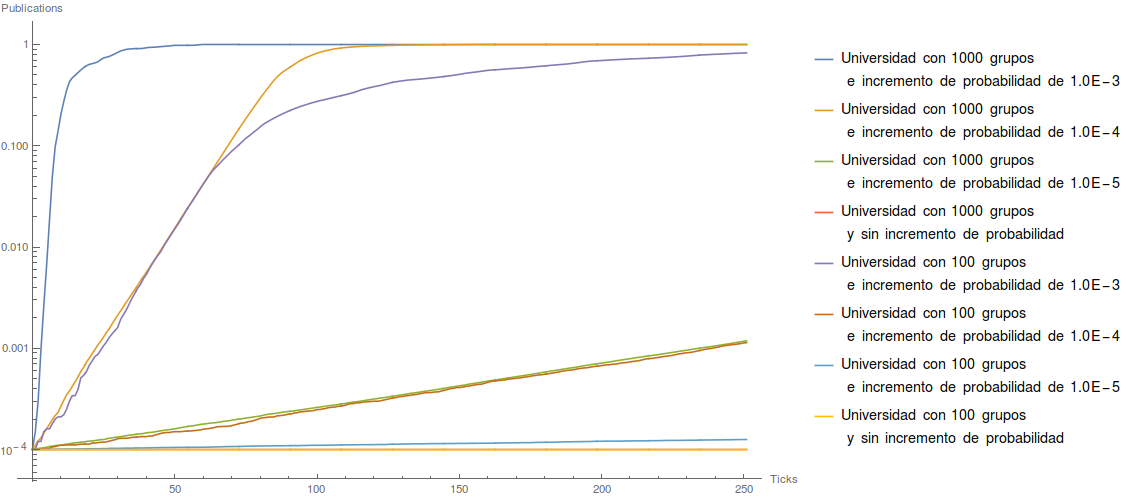 Publications
1
0.100
0.010
0.001
10−4
50
100
150
200
250
Ticks
Universidad con 1000 grupos
e incremento de probabilidad de 1.0E−3
Universidad con 1000 grupos
e incremento de probabilidad de 1.0E−4
Universidad con 1000 grupos
e incremento de probabilidad de 1.0E−5
Universidad con 1000 grupos
y sin incremento de probabilidad
Universidad con 100 grupos
e incremento de probabilidad de 1.0E−3
Universidad con 100 grupos
e incremento de probabilidad de 1.0E−4
Universidad con 100 grupos
e incremento de probabilidad de 1.0E−5
Universidad con 100 grupos
y sin incremento de probabilidad